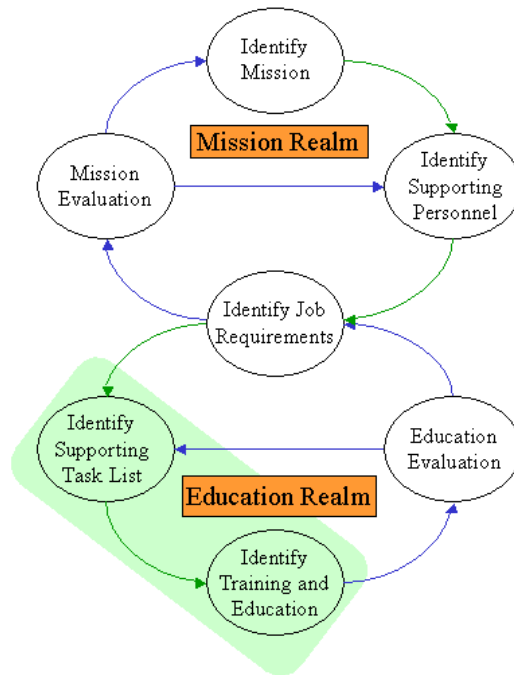 Identify
Mission
Mission Realm
Mission
Evaluation
Identify
Supporting
Personnel
Identify Job
Requirements
Identify
Supporting
Task List
Education
Evaluation
Education Realm
Identify
Training and
Education